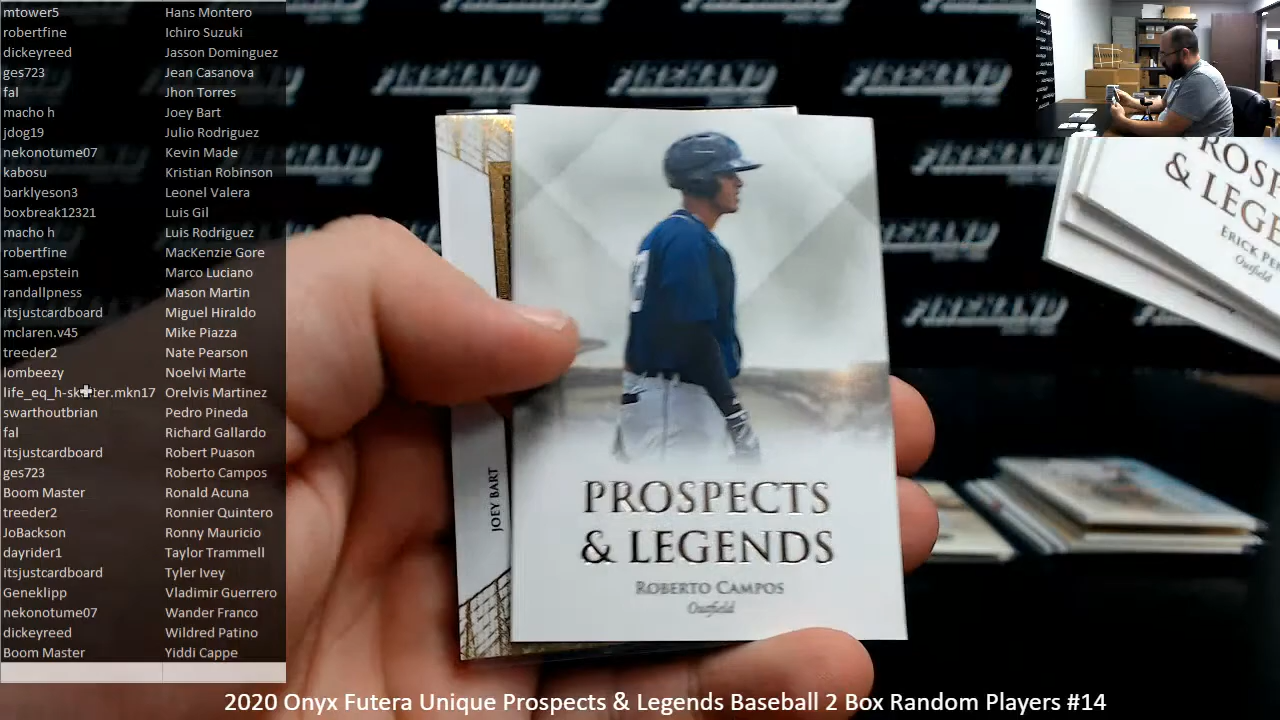 mtower5 Hans Montero
robertfine Ichiro Suzuki
dickeyreed Jasson Dominguez
ges723 Jean Casanova
fal Jhon Torres
macho h Joey Bart
jdog19 Julio Rodriguez
nekonotume07 Kevin Made
kabosu Kristian Robinson
barklyeson3 Leonel Valera
boxbreak12321 Luis Gil
macho h Luis Rodriguez
robertfine MacKenzie Gore
sam.epstein Marco Luciano
randallpness Mason Martin
itsjustcardboard Miguel Hiraldo
mclaren.v45 Mike Piazza
treeder2 Nate Pearson
lombeezy Noelvi Marte
Orelvis Martinez
swarthoutbrian Pedro Pineda
fal Richard Gallardo
itsjustcardboard Robert Puason
ges723 Roberto Campos
Boom Master Ronald Acuna
treeder2 Ronnier Quintero
JoBackson Ronny Mauricio
dayrider1 Taylor Trammell
itsjustcardboard Tyler Ivey
Geneklipp Vladimir Guerrero
nekonotume07 Wander Franco
dickeyreed Wildred Patino
Boom Master Yiddi Cappe
JOEY BART
PROSPECTS
& LEGENDS
ROBERTO CAMPOS
Outfield
&
ERICK
Outfield
2020 Onyx Futera Unique Prospects & Legends Baseball 2 Box Random Players #14